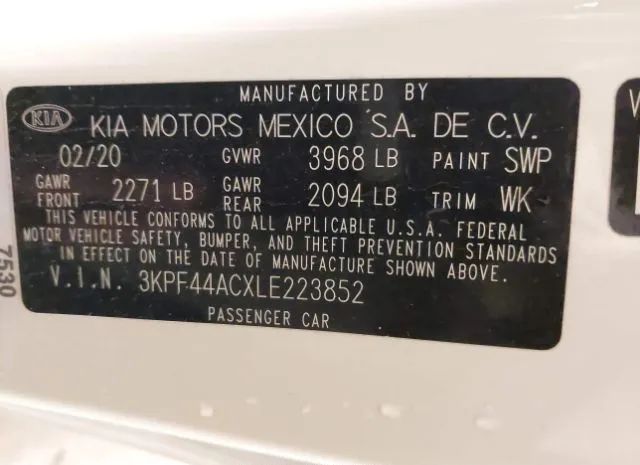 MANUFACTURED BY
KIA KIA MOTORS MEXICO S.A. DE C.V.
02/20 GVWR 3968 LB PAINT SWP
GAWR FRONT 2271 LB GAWR REAR 2094 LB TRIM WK
THIS VEHICLE CONFORMS TO ALL APPLICABLE U.S.A. FEDERAL
MOTOR VEHICLE SAFETY, BUMPER, AND THEFT PREVENTION STANDARDS
IN EFFECT ON THE DATE OF MANUFACTURE SHOWN ABOVE.
V.I.N. 3KPF44ACXLE223852
PASSENGER CAR
7530
V